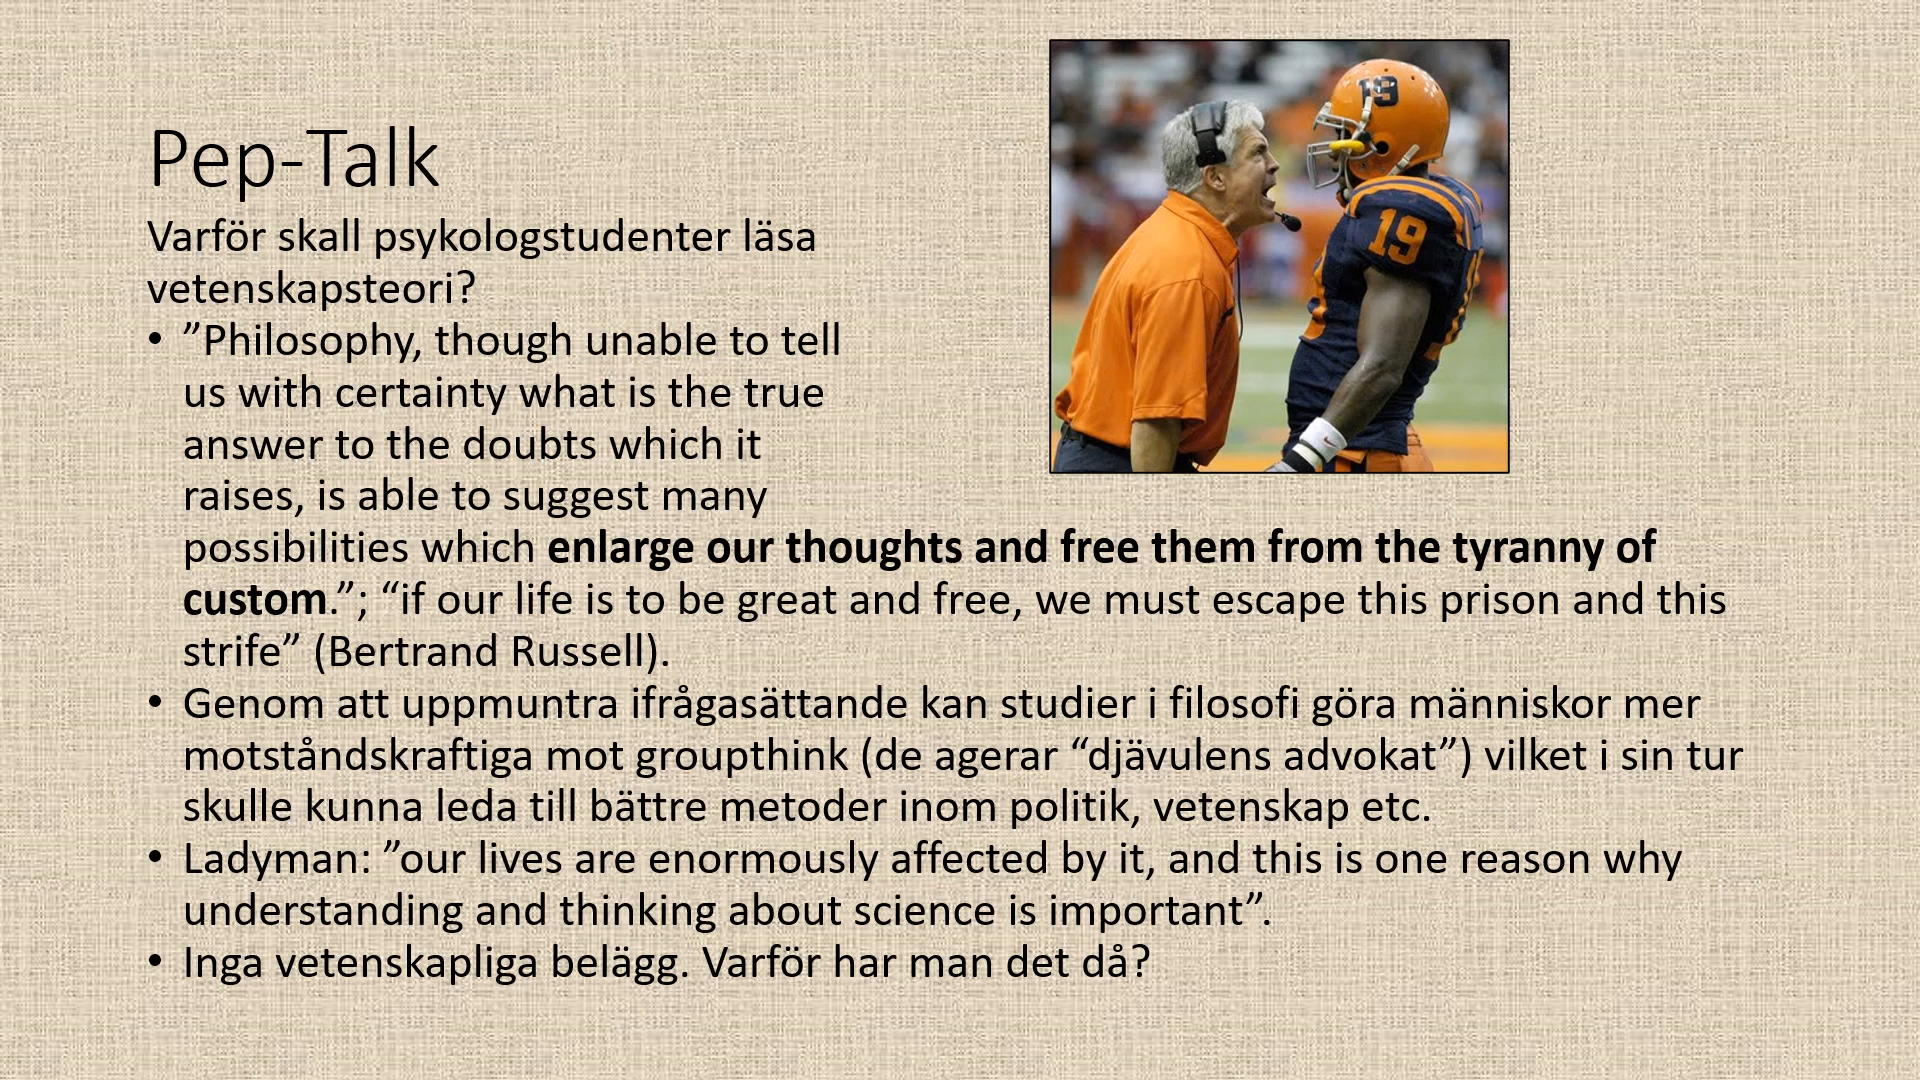 Pep-Talk
Varför skall psykologstudenter läsa
vetenskapsteori?
• ”Philosophy, though unable to tell
us with certainty what is the true
answer to the doubts which it
raises, is able to suggest many
possibilities which enlarge our thoughts and free them from the tyranny of
custom.”; “if our life is to be great and free, we must escape this prison and this
strife” (Bertrand Russell).
• Genom att uppmuntra ifrågasättande kan studier i filosofi göra människor mer
motståndskraftiga mot groupthink (de agerar “djävulens advokat”) vilket i sin tur
skulle kunna leda till bättre metoder inom politik, vetenskap etc.
• Ladyman: ”our lives are enormously affected by it, and this is one reason why
understanding and thinking about science is important”.
• Inga vetenskapliga belägg. Varför har man det då?
19
19